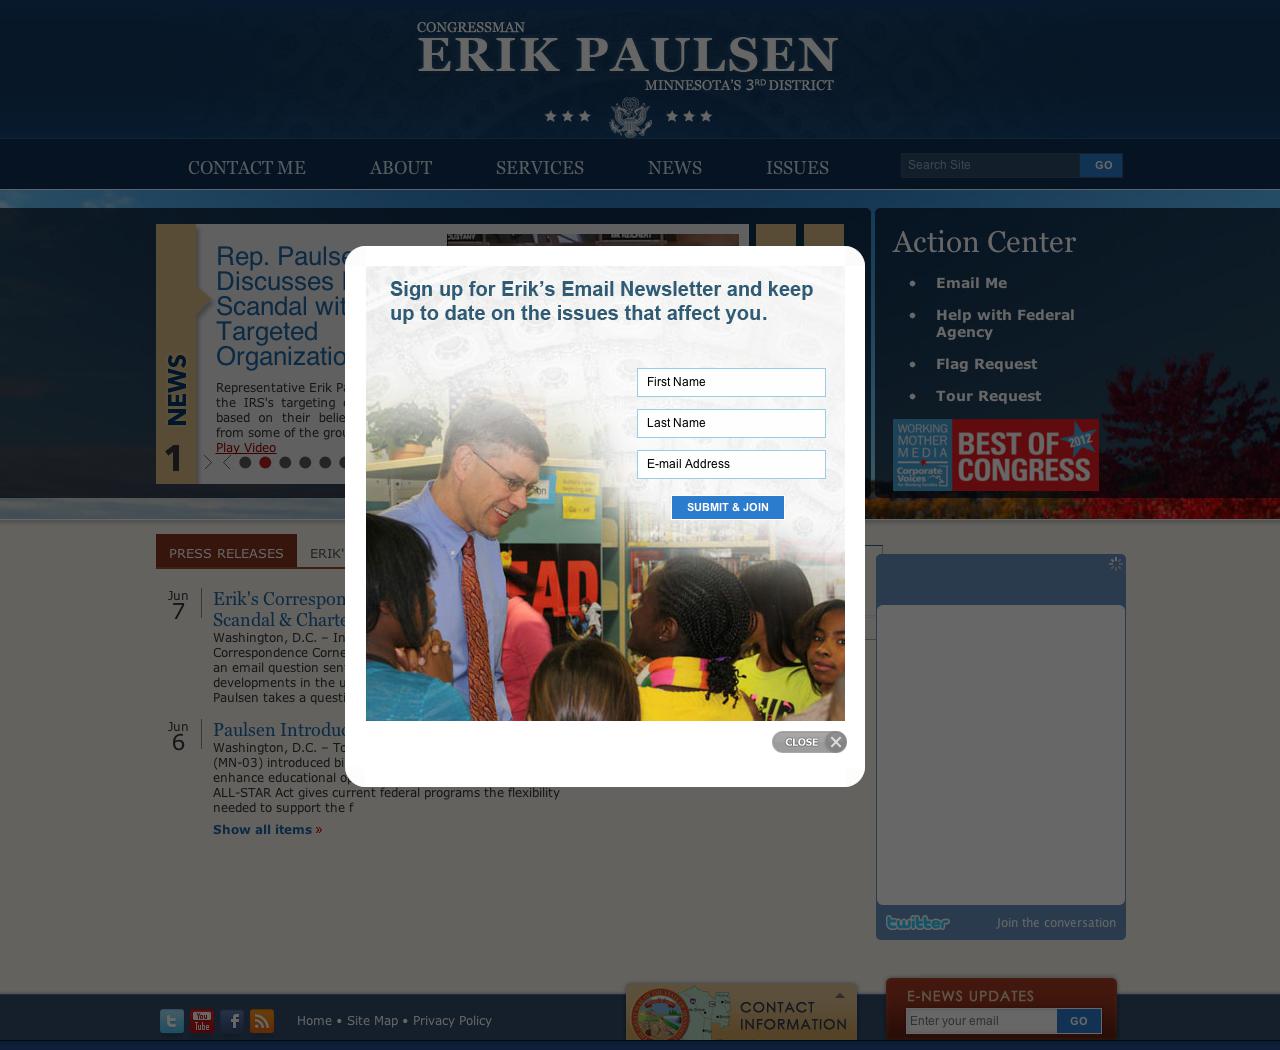 CONGRESSMAN
ERIK PAULSEN
MINNESOTA'S 3RD DISTRICT
CONTACT ME
ABOUT
SERVICES
NEWS
ISSUES
Search Site
GO
Rep. Paulse
Discusses
Scandal wit
Targeted
Organizatio
Representative Erik Pa
the IRS's targeting
based on their belie
from some of the grou
Play Video
NEWS
1
Sign up for Erik's Email Newsletter and keep
up to date on the issues that affect you.
First Name
Last Name
E-mail Address
SUBMIT & JOIN
CLOSE
Action Center
• Email Me
• Help with Federal
Agency
• Flag Request
• Tour Request
WORKING
MOTHER
MEDIA
Corporate
Voices
BEST OF
CONGRESS
2012
PRESS RELEASES
ERIK'
Jun
7
Erik's Correspon
Scandal & Charte
Washington, D.C. – In
Correspondence Corne
an email question sen
developments in the u
Paulsen takes a questi
Jun
6
Paulsen Introduc
Washington, D.C. – To
(MN-03) introduced bi
enhance educational op
ALL-STAR Act gives current federal programs the flexibility
needed to support the f
Show all items »
twitter
Join the conversation
You
Tube
Home • Site Map • Privacy Policy
CONTACT
INFORMATION
E-NEWS UPDATES
Enter your email
GO